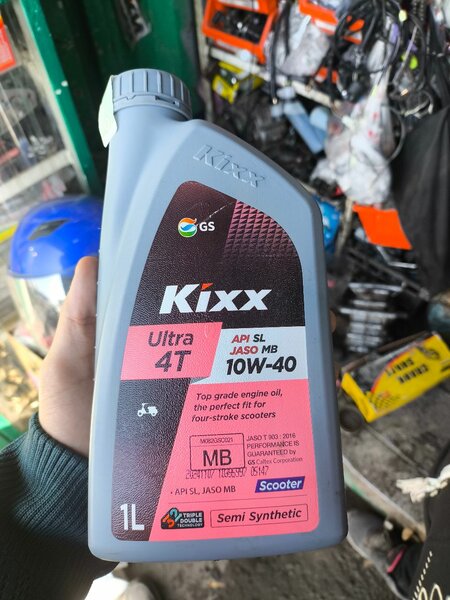 Kixx
GS
Kixx
Ultra
4T
API SL
JASO MB
10W-40
Top grade engine oil,
the perfect fit for
four-stroke scooters
M082GSC021
MB
JASO T 903 : 2016
PERFORMANCE IS
GUARANTEED by
GS Caltex Corporation
• API SL, JASO MB
Scooter
1L
TRIPLE
DOUBLE
TECHNOLOGY
Semi Synthetic